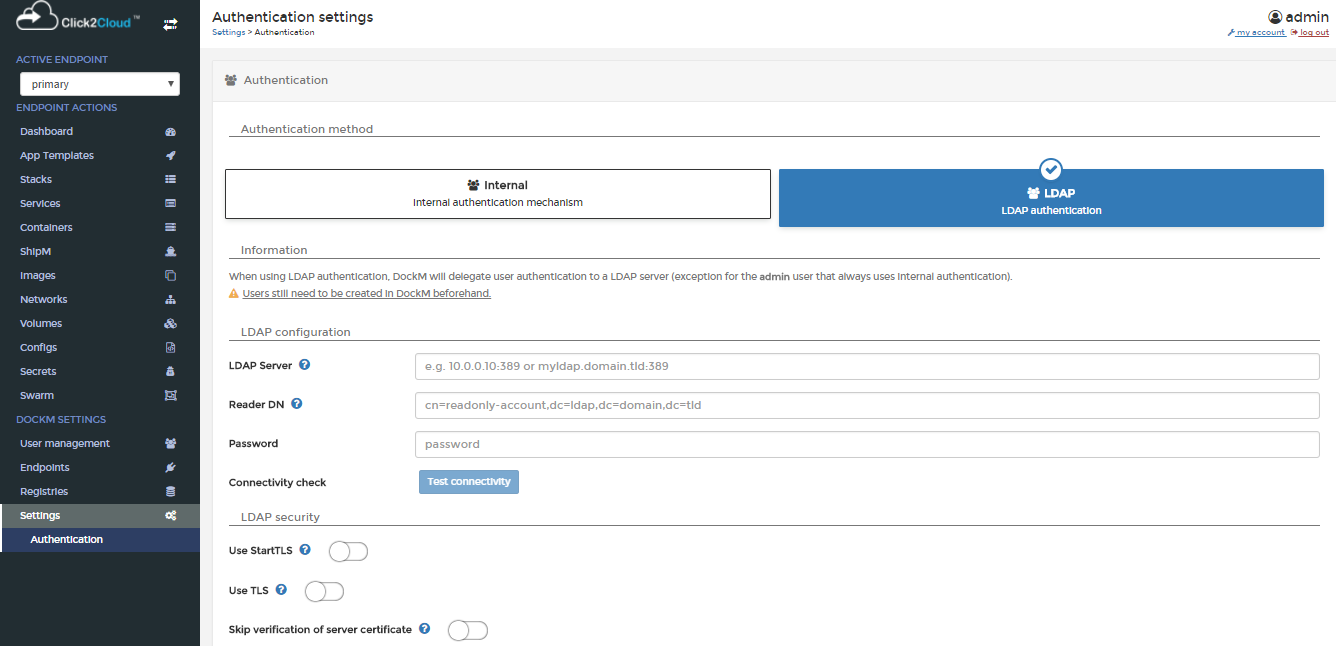 Click2Cloud™
ACTIVE ENDPOINT
primary
ENDPOINT ACTIONS
Dashboard
App Templates
Stacks
Services
Containers
ShipM
Images
Networks
Volumes
Configs
Secrets
Swarm
DOCKM SETTINGS
User management
Endpoints
Registries
Settings
Authentication
Authentication settings
Settings > Authentication
admin
my account log out
Authentication
Authentication method
Internal
Internal authentication mechanism
LDAP
LDAP authentication
Information
When using LDAP authentication, DockM will delegate user authentication to a LDAP server (exception for the admin user that always uses internal authentication).
Users still need to be created in DockM beforehand.
LDAP configuration
LDAP Server
e.g. 10.0.0.10:389 or myldap.domain.tld:389
Reader DN
cn=readonly-account,dc=ldap,dc=domain,dc=tld
Password
password
Connectivity check
Test connectivity
LDAP security
Use StartTLS
Use TLS
Skip verification of server certificate